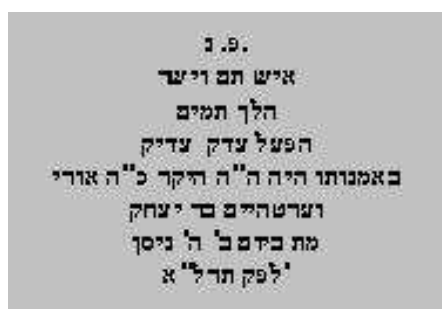 .פ. נ
איש תם וישר
הלך תמים
הפעל צדק צדיק
באמנותו היה ה"ה היקר כ"ה אורי
ווערטהיים בר יצחק
מת ביום ב' ה' ניסן
'לפק תרל"א